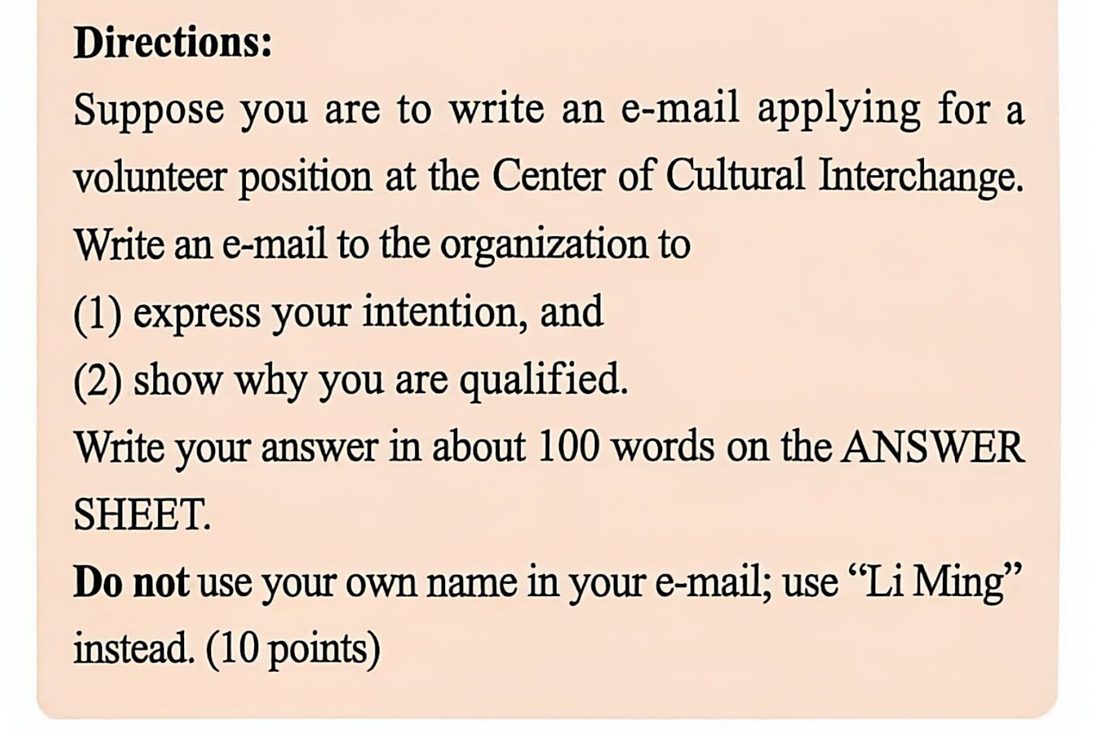 Directions:
Suppose you are to write an e-mail applying for a
volunteer position at the Center of Cultural Interchange.
Write an e-mail to the organization to
(1) express your intention, and
(2) show why you are qualified.
Write your answer in about 100 words on the ANSWER
SHEET.
Do not use your own name in your e-mail; use “Li Ming”
instead. (10 points)